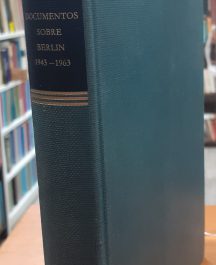 DOCUMENTOS
SOBRE
BERLIN
1943-1963